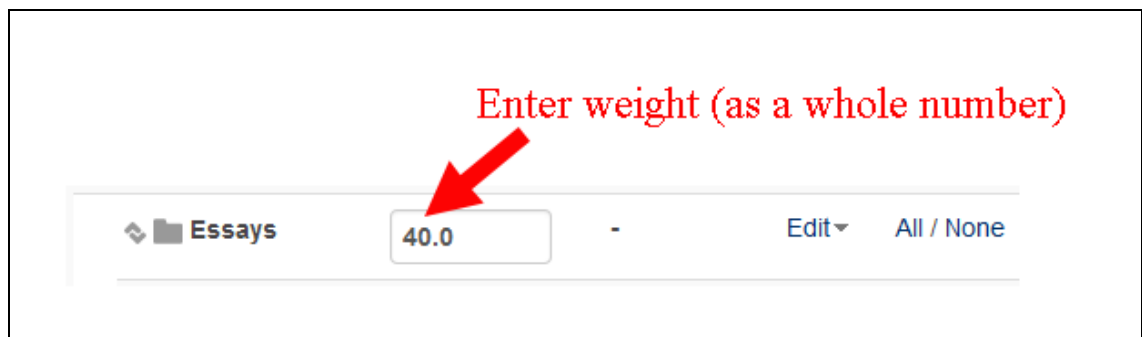 Enter weight (as a whole number)
Essays 40.0 - Edit All / None